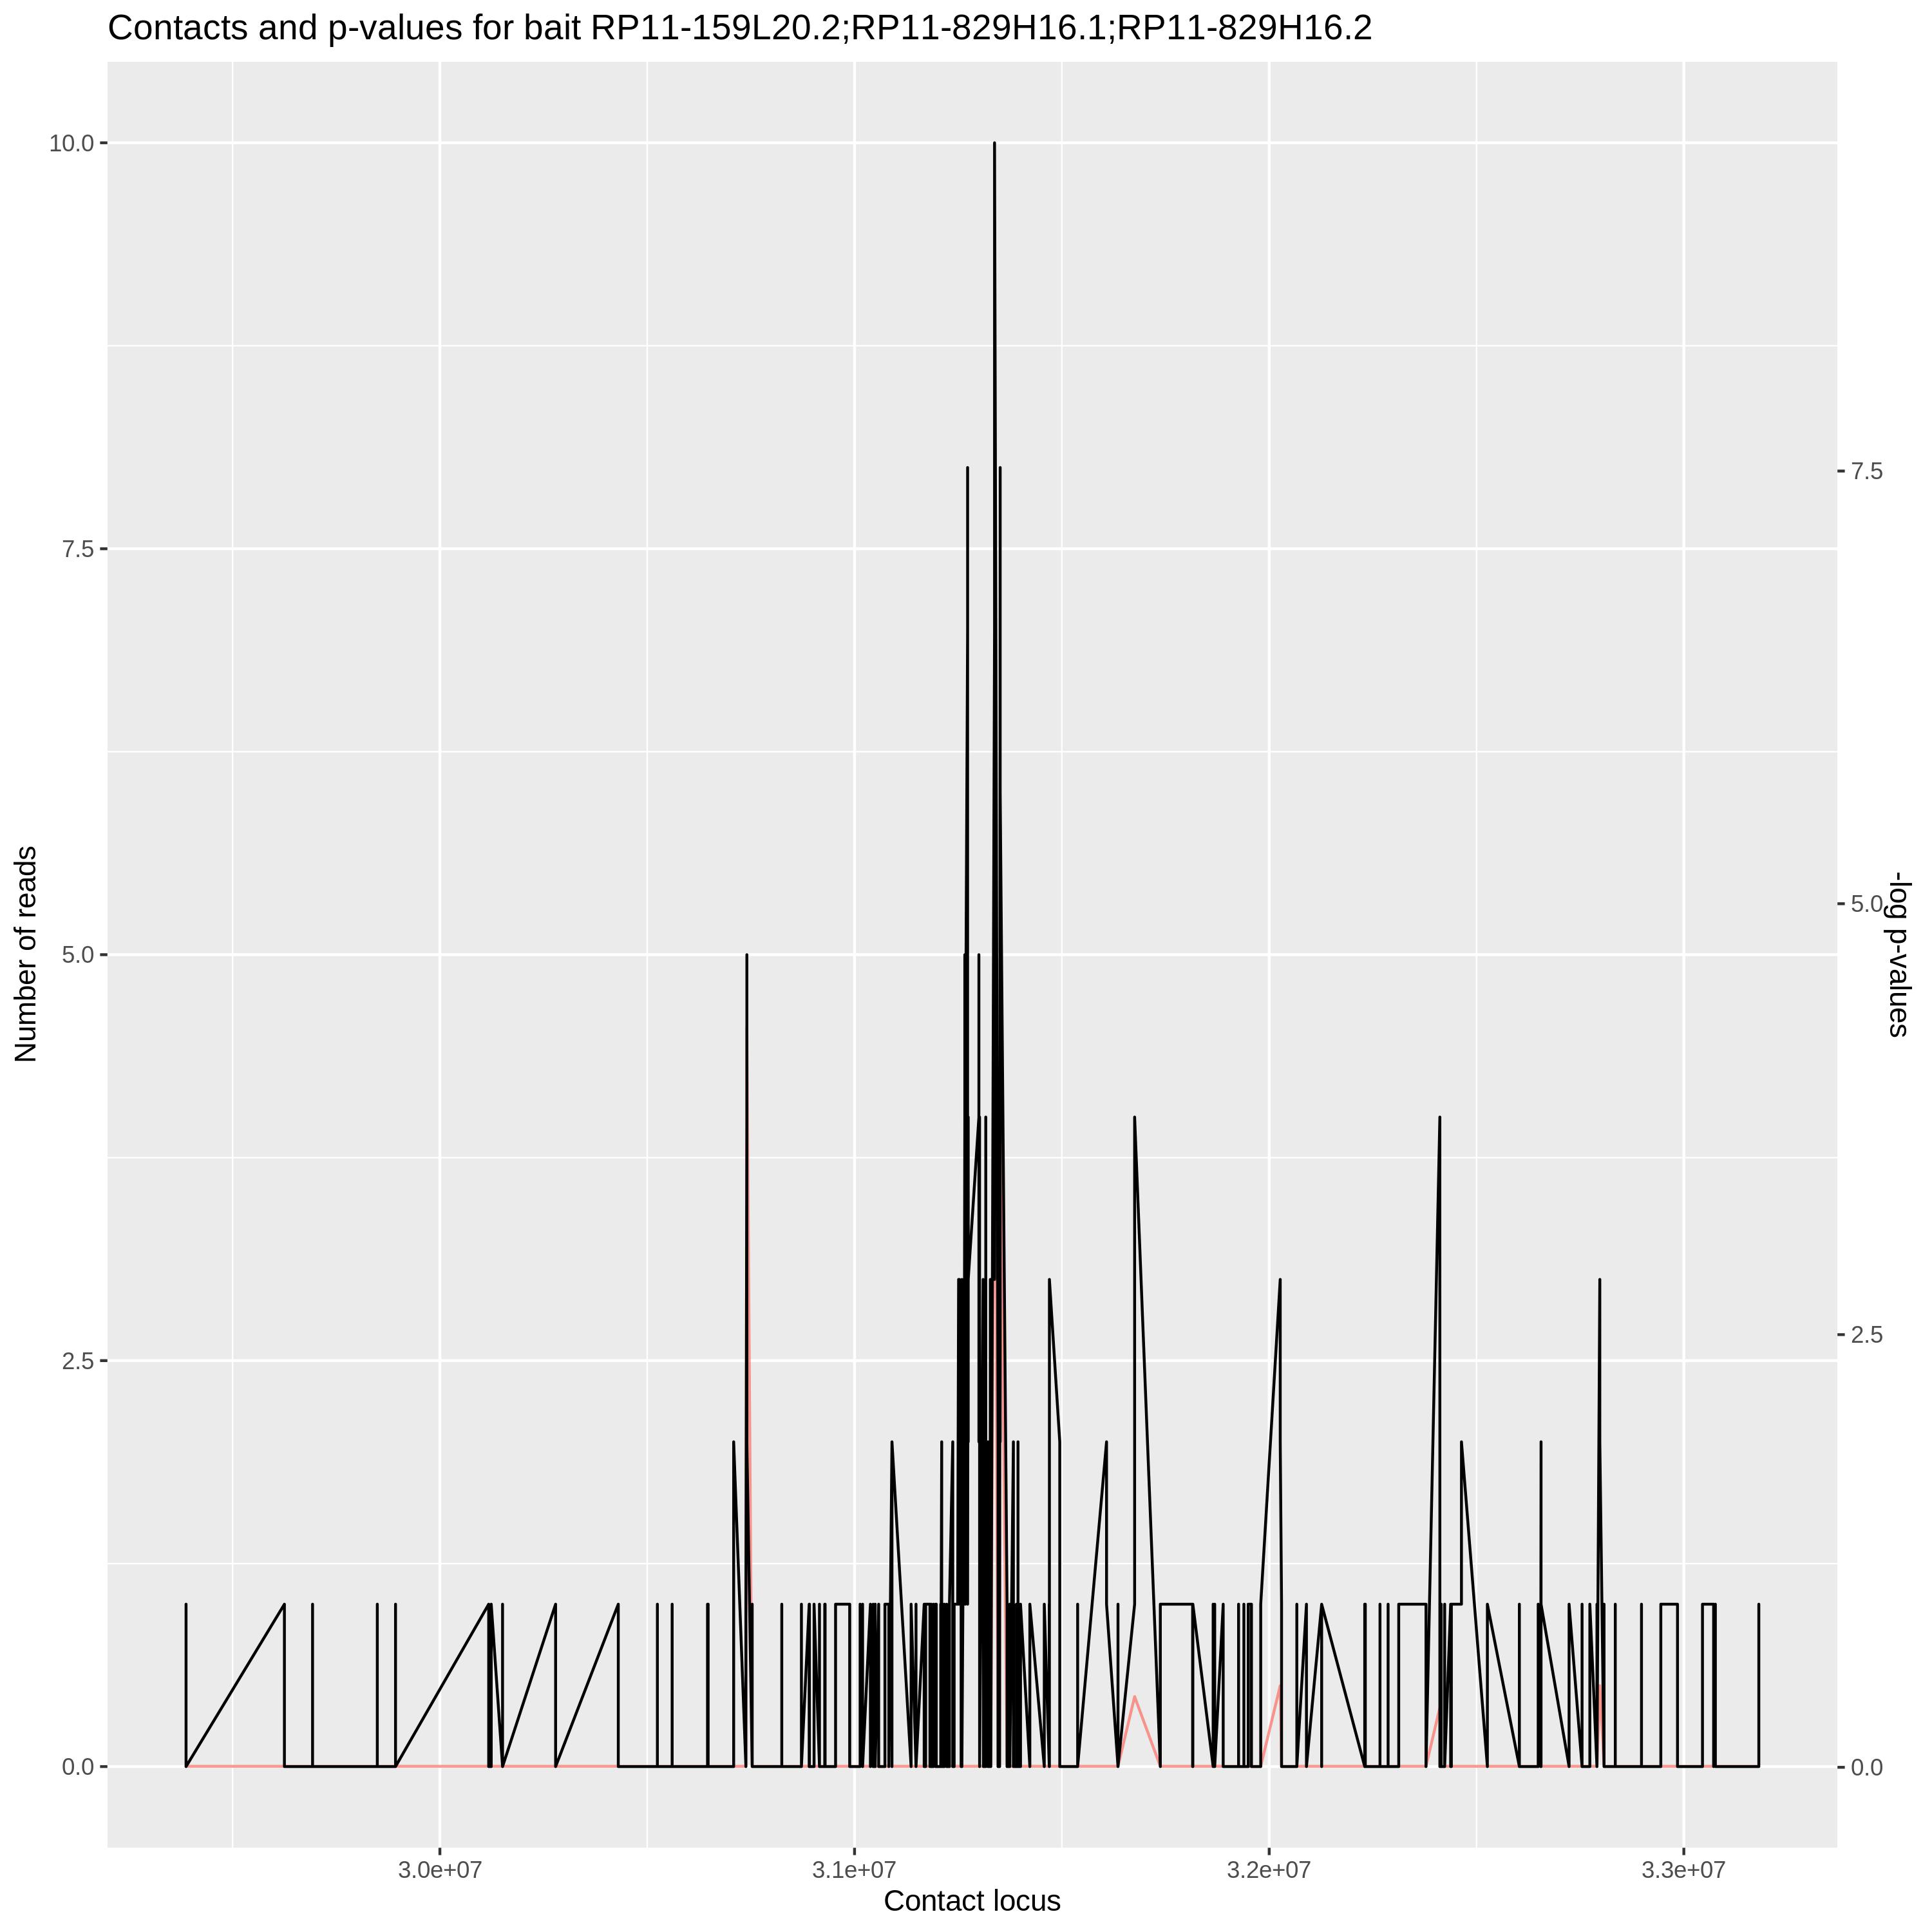 Contacts and p-values for bait RP11-159L20.2;RP11-829H16.1;RP11-829H16.2
10.0
7.5
5.0
2.5
0.0
Number of reads
7.5
5.0
2.5
0.0
-log p-values
3.0e+07 3.1e+07 3.2e+07 3.3e+07
Contact locus